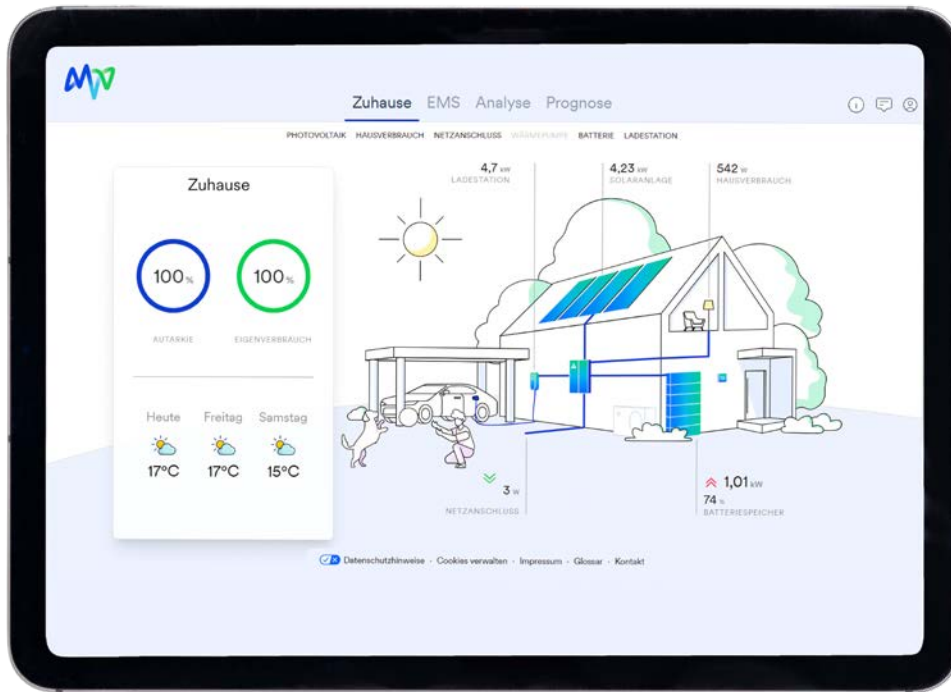 MVV
Zuhause EMS Analyse Prognose
PHOTOVOLTAIK HAUSVERBRAUCH NETZANSCHLUSS WÄRMEPUMPE BATTERIE LADESTATION
Zuhause
100 %
100 %
AUTARKIE
EIGENVERBRAUCH
Heute Freitag Samstag
17°C 17°C 15°C
4,7 kW
LADESTATION
4,23 kW
SOLARANLAGE
542 W
HAUSVERBRAUCH
3 W
NETZANSCHLUSS
1,01 kW
74 %
BATTERIESPEICHER
Datenschutzhinweise · Cookies verwalten · Impressum · Glossar · Kontakt